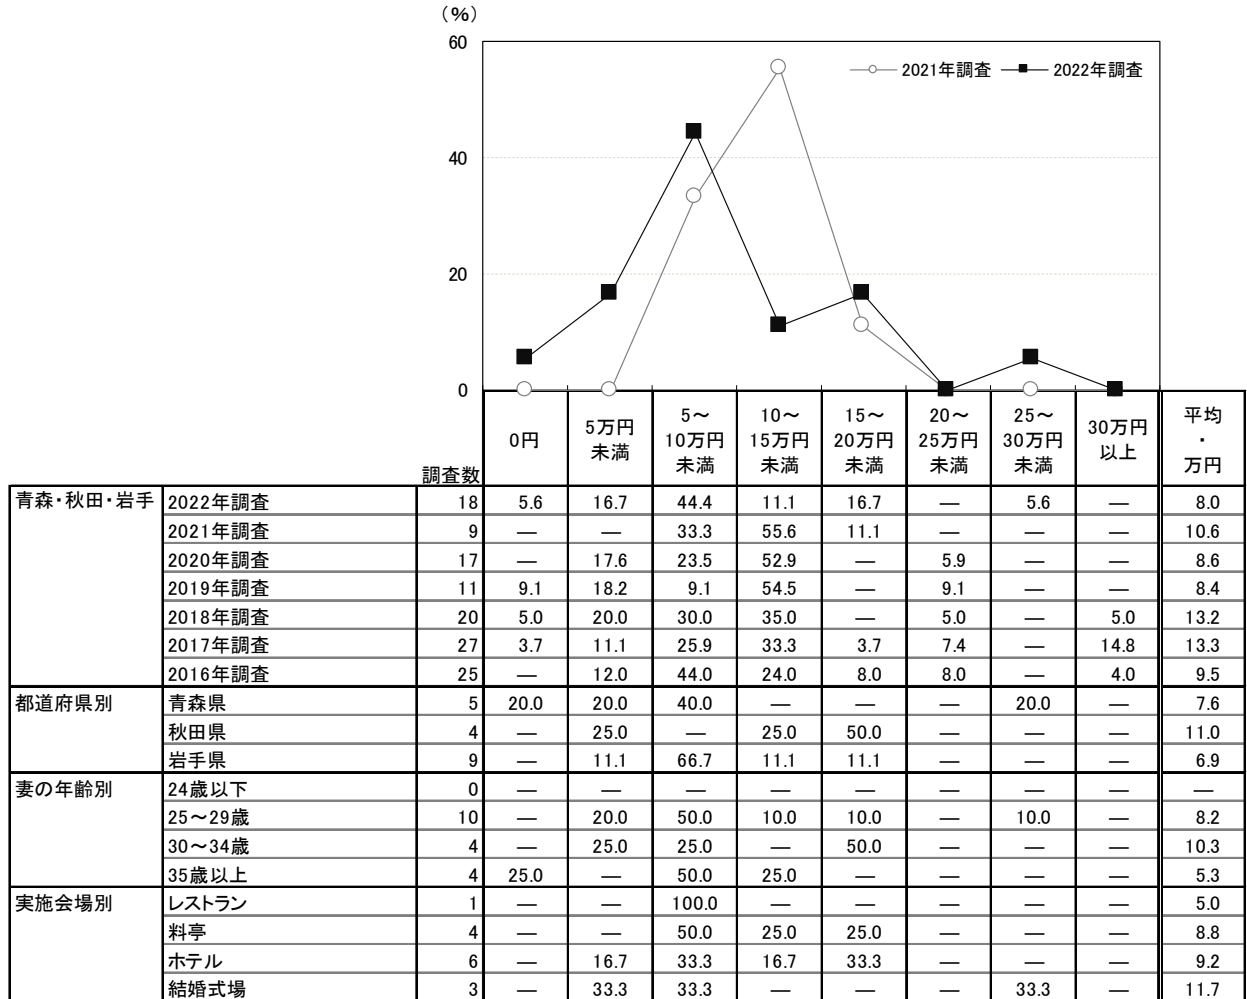 （%）
60
40
20
0
2021年調査 2022年調査
調査数 0円 5万円未満 5～10万円未満 10～15万円未満 15～20万円未満 20～25万円未満 25～30万円未満 30万円以上 平均・万円
青森・秋田・岩手 2022年調査 18 5.6 16.7 44.4 11.1 16.7 — 5.6 — 8.0
2021年調査 9 — — 33.3 55.6 11.1 — — — 10.6
2020年調査 17 — 17.6 23.5 52.9 — 5.9 — — 8.6
2019年調査 11 9.1 18.2 9.1 54.5 — 9.1 — — 8.4
2018年調査 20 5.0 20.0 30.0 35.0 — 5.0 — 5.0 13.2
2017年調査 27 3.7 11.1 25.9 33.3 3.7 7.4 — 14.8 13.3
2016年調査 25 — 12.0 44.0 24.0 8.0 8.0 — 4.0 9.5
都道府県別 青森県 5 20.0 20.0 40.0 — — — 20.0 — 7.6
秋田県 4 — 25.0 — 25.0 50.0 — — — 11.0
岩手県 9 — 11.1 66.7 11.1 11.1 — — — 6.9
妻の年齢別 24歳以下 0 — — — — — — — — —
25～29歳 10 — 20.0 50.0 10.0 10.0 — 10.0 — 8.2
30～34歳 4 — 25.0 25.0 — 50.0 — — — 10.3
35歳以上 4 25.0 — 50.0 25.0 — — — — 5.3
実施会場別 レストラン 1 — — 100.0 — — — — — 5.0
料亭 4 — — 50.0 25.0 25.0 — — — 8.8
ホテル 6 — 16.7 33.3 16.7 33.3 — — — 9.2
結婚式場 3 — 33.3 33.3 — — — 33.3 — 11.7